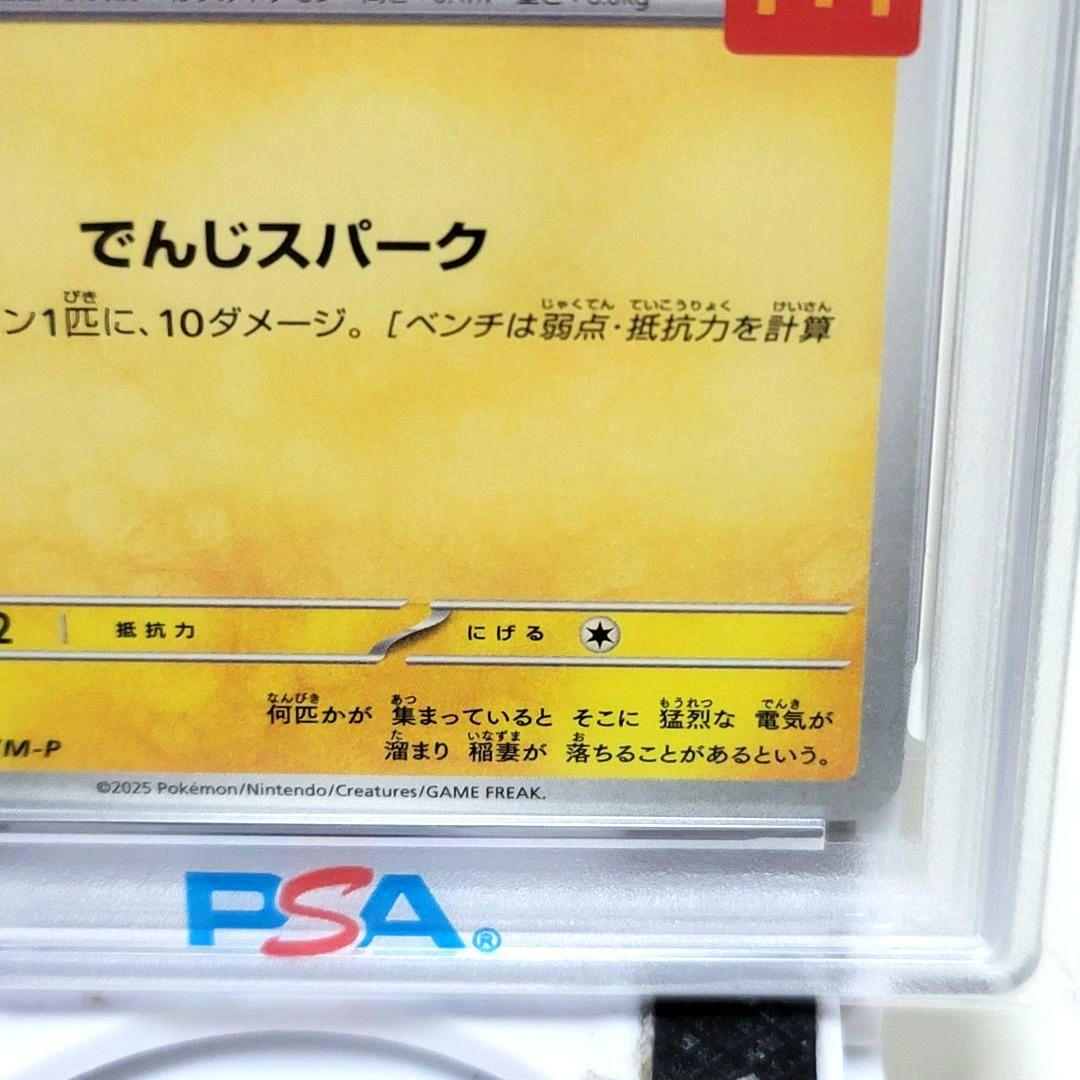 でんじスパーク
ン1匹に、10ダメージ。[ベンチは弱点・抵抗力を計算
2 抵抗力 にげる
何匹かが 集まっていると そこに 猛烈な 電気が
溜まり 稲妻が 落ちることがあるという。
M-P
©2025 Pokémon/Nintendo/Creatures/GAME FREAK.
PSA®